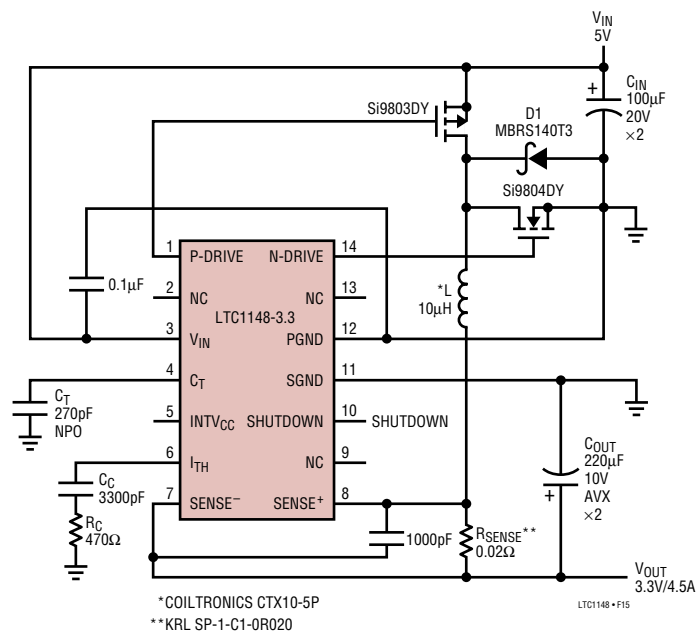 VIN
5V
Si9803DY
D1
MBRS140T3
+
CIN
100µF
20V
×2
Si9804DY
0.1µF
1
P-DRIVE
N-DRIVE
14
*L
10µH
2
NC
NC
13
LTC1148-3.3
3
VIN
PGND
12
4
CT
SGND
11
CT
270pF
NPO
5
INTVCC
SHUTDOWN
10
SHUTDOWN
6
ITH
NC
9
CC
3300pF
7
SENSE–
SENSE+
8
RC
470Ω
1000pF
RSENSE**
0.02Ω
COUT
220µF
10V
AVX
×2
+
VOUT
3.3V/4.5A
*COILTRONICS CTX10-5P
**KRL SP-1-C1-0R020
LTC1148 • F15